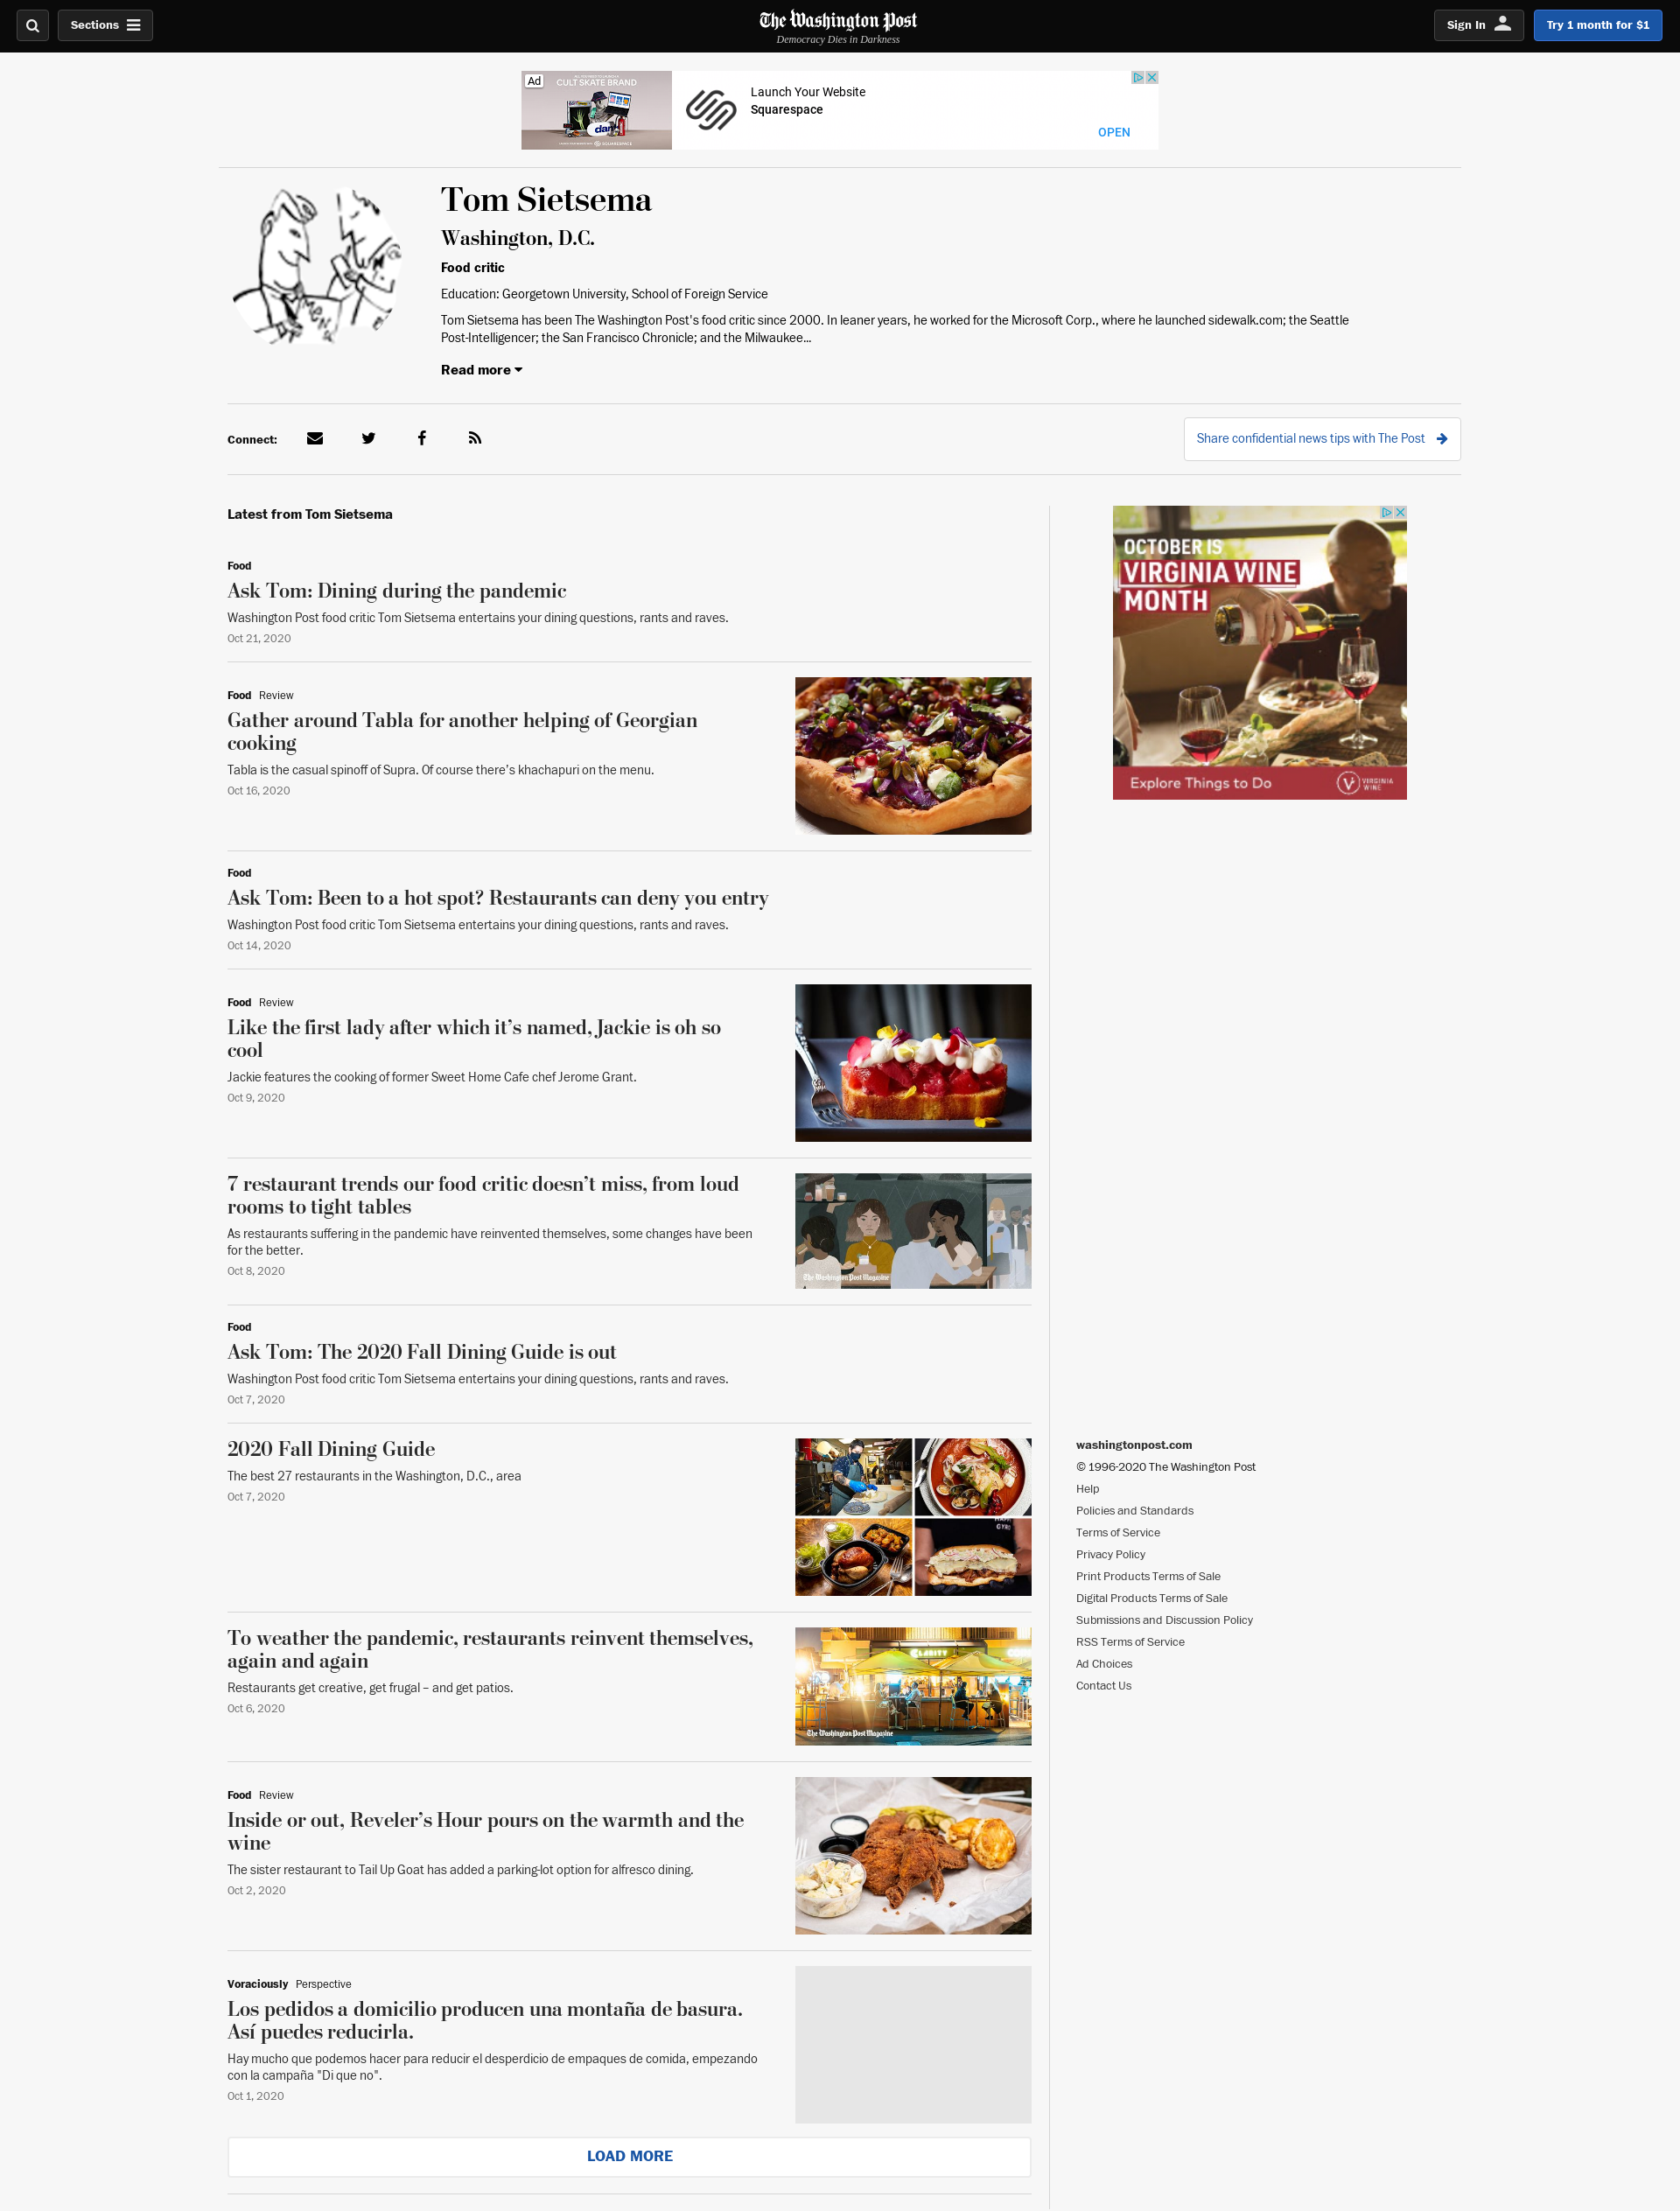 Sections
The Washington Post
Democracy Dies in Darkness
Sign In
Try 1 month for $1
Ad
CULT SKATE BRAND
dan
SQUARESPACE
Launch Your Website
Squarespace
OPEN
Tom Sietsema
Washington, D.C.
Food critic
Education: Georgetown University, School of Foreign Service
Tom Sietsema has been The Washington Post's food critic since 2000. In leaner years, he worked for the Microsoft Corp., where he launched sidewalk.com; the Seattle
Post-Intelligencer; the San Francisco Chronicle; and the Milwaukee...
Read more
Connect:
Share confidential news tips with The Post
Latest from Tom Sietsema
Food
Ask Tom: Dining during the pandemic
Washington Post food critic Tom Sietsema entertains your dining questions, rants and raves.
Oct 21, 2020
Food Review
Gather around Tabla for another helping of Georgian
cooking
Tabla is the casual spinoff of Supra. Of course there’s khachapuri on the menu.
Oct 16, 2020
Food
Ask Tom: Been to a hot spot? Restaurants can deny you entry
Washington Post food critic Tom Sietsema entertains your dining questions, rants and raves.
Oct 14, 2020
Food Review
Like the first lady after which it’s named, Jackie is oh so
cool
Jackie features the cooking of former Sweet Home Cafe chef Jerome Grant.
Oct 9, 2020
7 restaurant trends our food critic doesn’t miss, from loud
rooms to tight tables
As restaurants suffering in the pandemic have reinvented themselves, some changes have been
for the better.
Oct 8, 2020
The Washington Post Magazine
Food
Ask Tom: The 2020 Fall Dining Guide is out
Washington Post food critic Tom Sietsema entertains your dining questions, rants and raves.
Oct 7, 2020
2020 Fall Dining Guide
The best 27 restaurants in the Washington, D.C., area
Oct 7, 2020
GYRO
To weather the pandemic, restaurants reinvent themselves,
again and again
Restaurants get creative, get frugal – and get patios.
Oct 6, 2020
CLARITY
The Washington Post Magazine
Food Review
Inside or out, Reveler’s Hour pours on the warmth and the
wine
The sister restaurant to Tail Up Goat has added a parking-lot option for alfresco dining.
Oct 2, 2020
Voraciously Perspective
Los pedidos a domicilio producen una montaña de basura.
Así puedes reducirla.
Hay mucho que podemos hacer para reducir el desperdicio de empaques de comida, empezando
con la campaña "Di que no".
Oct 1, 2020
LOAD MORE
OCTOBER IS
VIRGINIA WINE
MONTH
Explore Things to Do
VIRGINIA
WINE
washingtonpost.com
© 1996-2020 The Washington Post
Help
Policies and Standards
Terms of Service
Privacy Policy
Print Products Terms of Sale
Digital Products Terms of Sale
Submissions and Discussion Policy
RSS Terms of Service
Ad Choices
Contact Us